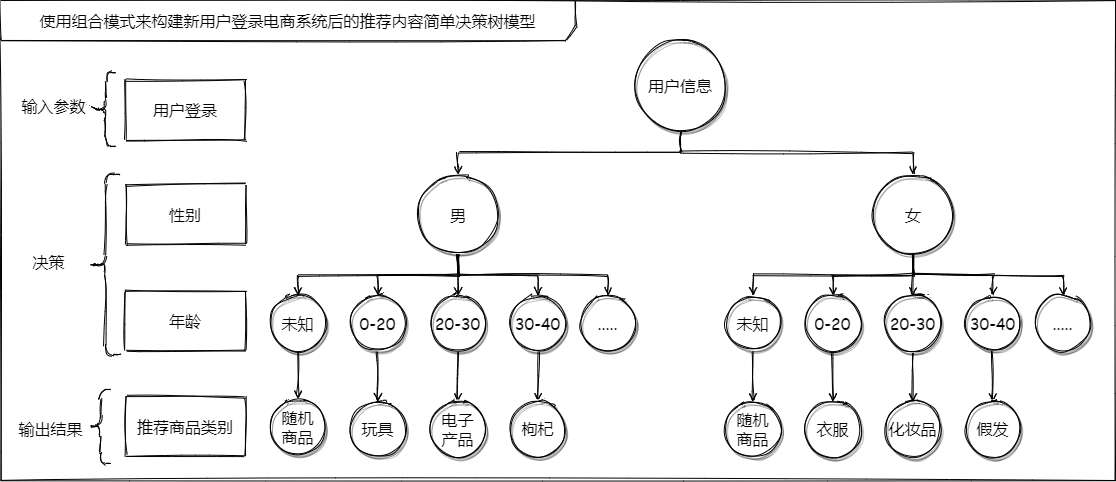 使用组合模式来构建新用户登录电商系统后的推荐内容简单决策树模型
用户信息
输入参数
用户登录
性别
男
女
决策
年龄
未知
0-20
20-30
30-40
.....
未知
0-20
20-30
30-40
.....
输出结果
推荐商品类别
随机
商品
玩具
电子
产品
枸杞
随机
商品
衣服
化妆品
假发